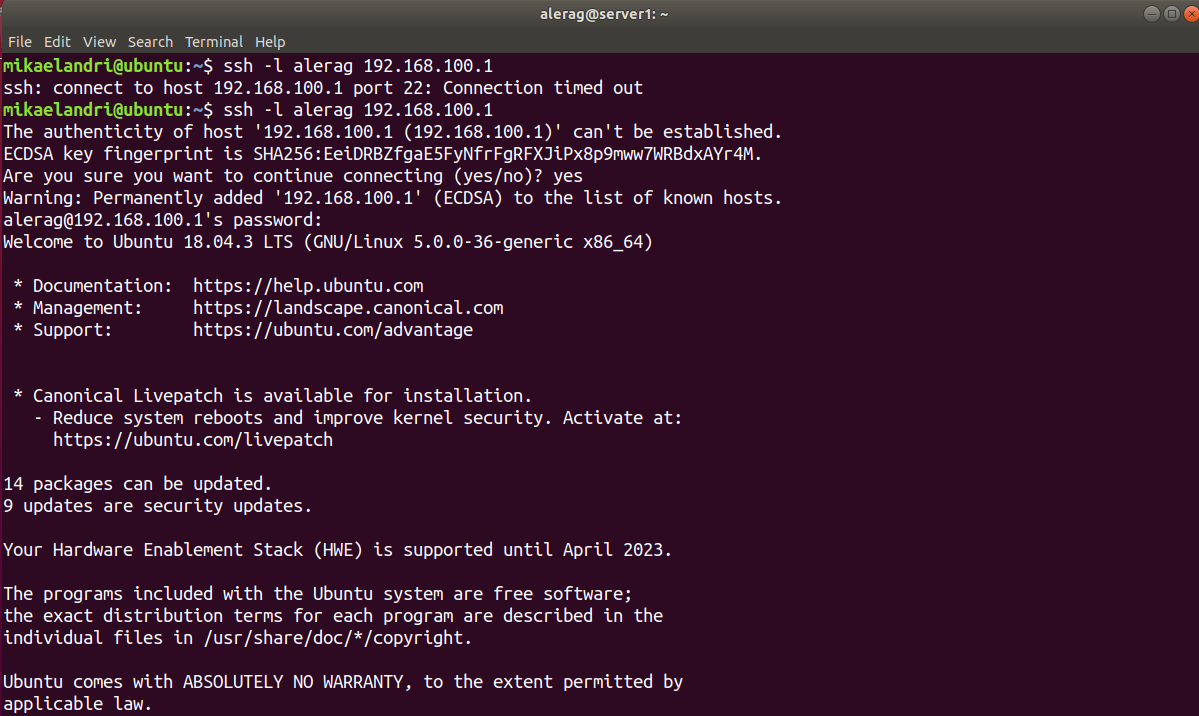 alerag@server1: ~
File Edit View Search Terminal Help
mikaelandri@ubuntu:~$ ssh -l alerag 192.168.100.1
ssh: connect to host 192.168.100.1 port 22: Connection timed out
mikaelandri@ubuntu:~$ ssh -l alerag 192.168.100.1
The authenticity of host '192.168.100.1 (192.168.100.1)' can't be established.
ECDSA key fingerprint is SHA256:EeiDRBZfgaE5FyNfrFgRFXJiPx8p9mww7WRBdxAYr4M.
Are you sure you want to continue connecting (yes/no)? yes
Warning: Permanently added '192.168.100.1' (ECDSA) to the list of known hosts.
alerag@192.168.100.1's password:
Welcome to Ubuntu 18.04.3 LTS (GNU/Linux 5.0.0-36-generic x86_64)

 * Documentation:  https://help.ubuntu.com
 * Management:     https://landscape.canonical.com
 * Support:        https://ubuntu.com/advantage


 * Canonical Livepatch is available for installation.
   - Reduce system reboots and improve kernel security. Activate at:
     https://ubuntu.com/livepatch

14 packages can be updated.
9 updates are security updates.

Your Hardware Enablement Stack (HWE) is supported until April 2023.

The programs included with the Ubuntu system are free software;
the exact distribution terms for each program are described in the
individual files in /usr/share/doc/*/copyright.

Ubuntu comes with ABSOLUTELY NO WARRANTY, to the extent permitted by
applicable law.